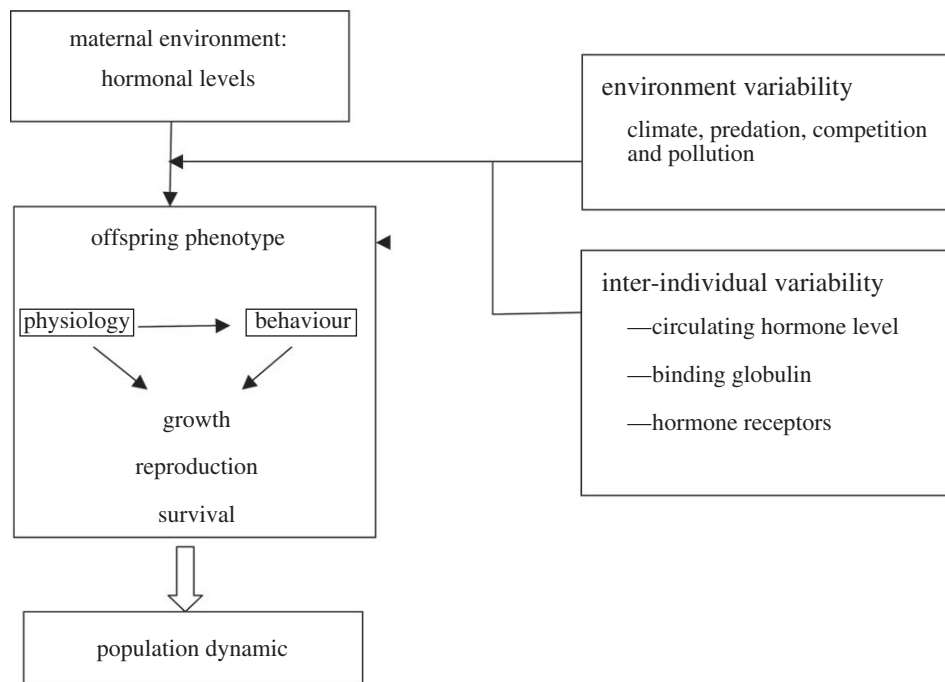 maternal environment:
hormonal levels
environment variability
climate, predation, competition
and pollution
offspring phenotype
physiology
behaviour
growth
reproduction
survival
inter-individual variability
—circulating hormone level
—binding globulin
—hormone receptors
population dynamic